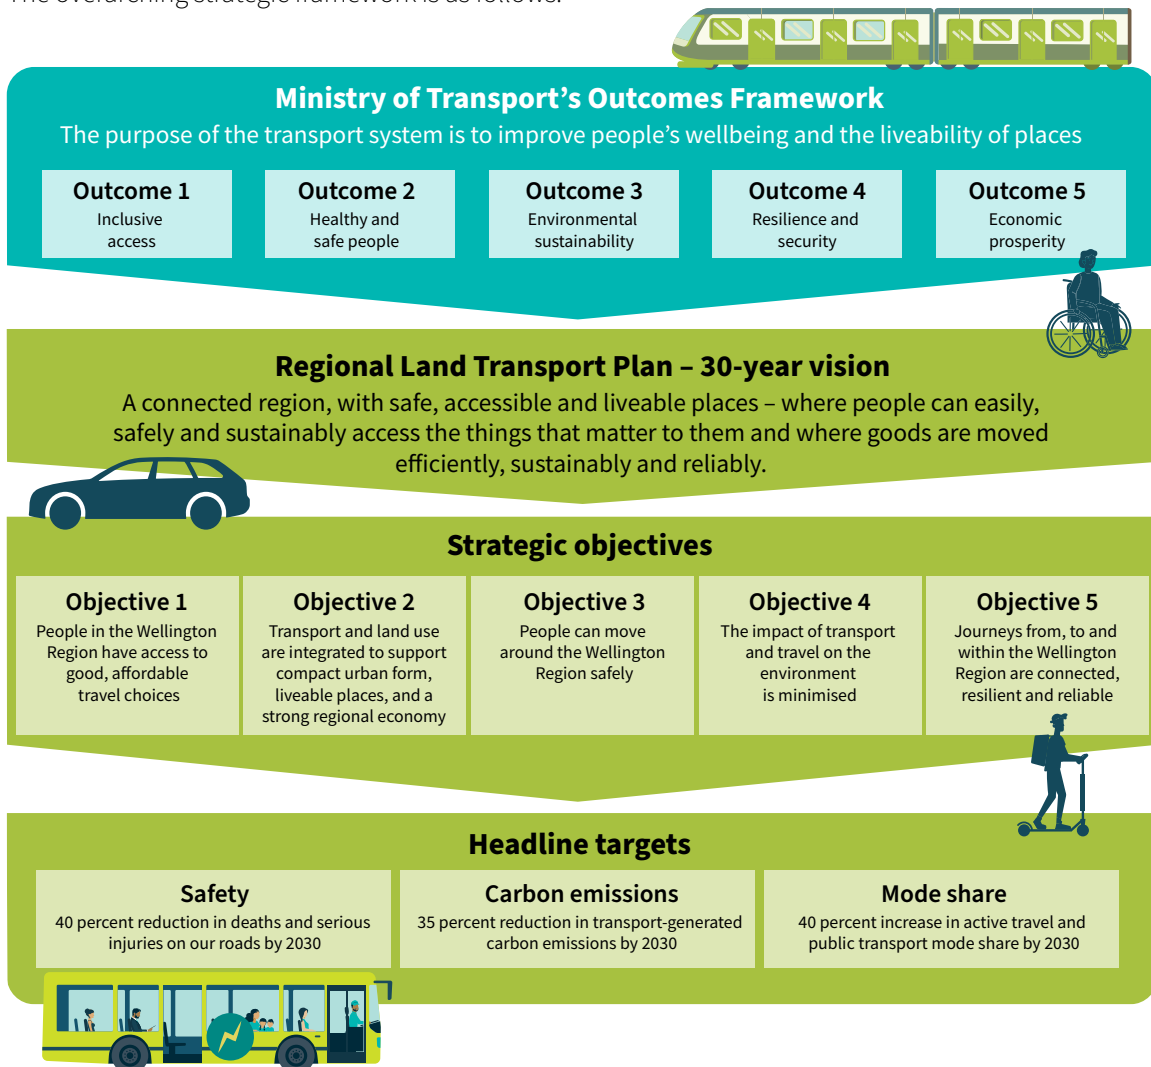 The overarching strategic framework is as follows:
Ministry of Transport’s Outcomes Framework
The purpose of the transport system is to improve people’s wellbeing and the liveability of places
Outcome 1
Inclusive
access
Outcome 2
Healthy and
safe people
Outcome 3
Environmental
sustainability
Outcome 4
Resilience and
security
Outcome 5
Economic
prosperity
Regional Land Transport Plan – 30-year vision
A connected region, with safe, accessible and liveable places – where people can easily,
safely and sustainably access the things that matter to them and where goods are moved
efficiently, sustainably and reliably.
Strategic objectives
Objective 1
People in the Wellington
Region have access to
good, affordable
travel choices
Objective 2
Transport and land use
are integrated to support
compact urban form,
liveable places, and a
strong regional economy
Objective 3
People can move
around the Wellington
Region safely
Objective 4
The impact of transport
and travel on the
environment
is minimised
Objective 5
Journeys from, to and
within the Wellington
Region are connected,
resilient and reliable
Headline targets
Safety
40 percent reduction in deaths and serious
injuries on our roads by 2030
Carbon emissions
35 percent reduction in transport-generated
carbon emissions by 2030
Mode share
40 percent increase in active travel and
public transport mode share by 2030